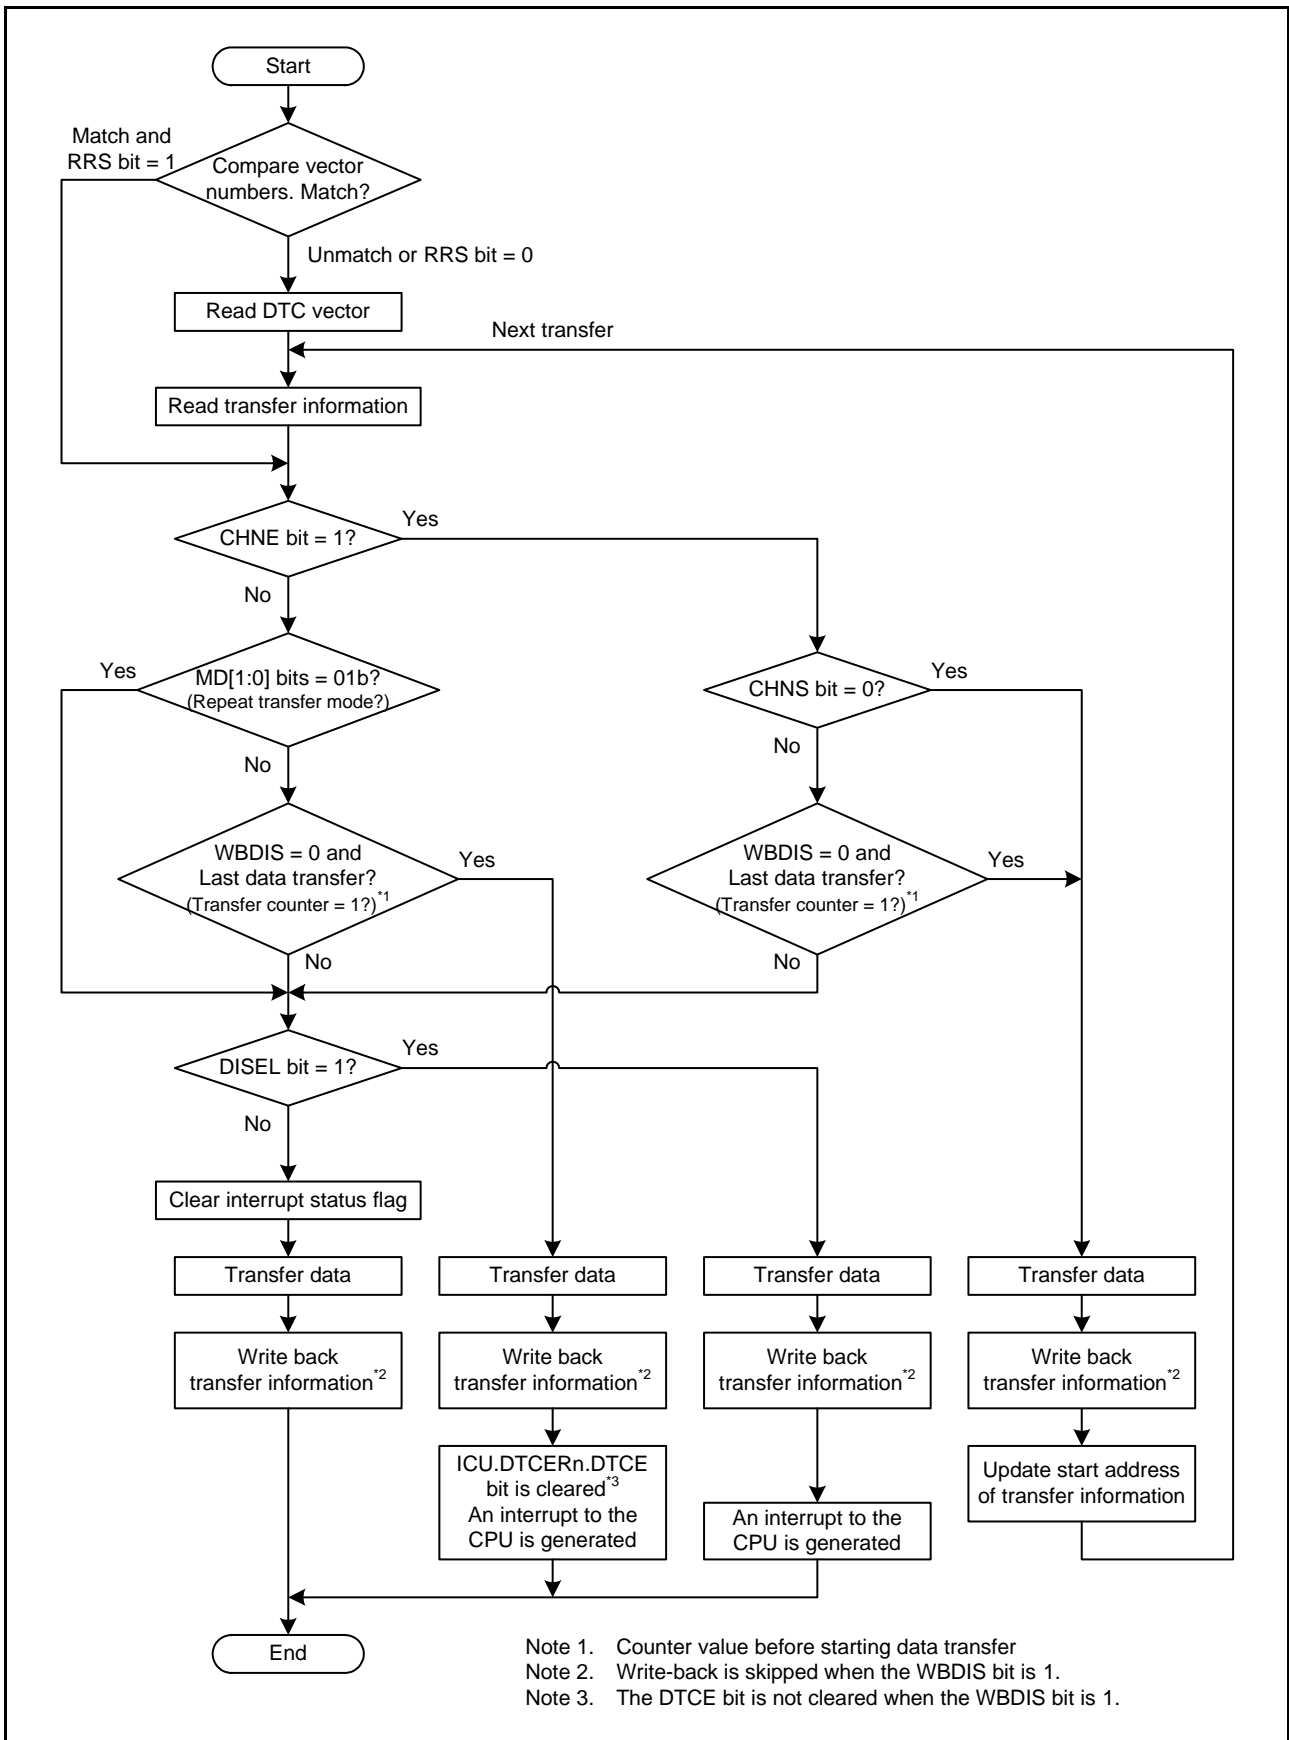 Start
Match and
RRS bit = 1
Compare vector
numbers. Match?
Unmatch or RRS bit = 0
Read DTC vector
Next transfer
Read transfer information
CHNE bit = 1?
Yes
No
MD[1:0] bits = 01b?
(Repeat transfer mode?)
Yes
No
CHNS bit = 0?
Yes
No
WBDIS = 0 and
Last data transfer?
(Transfer counter = 1?)*1
Yes
No
WBDIS = 0 and
Last data transfer?
(Transfer counter = 1?)*1
Yes
No
DISEL bit = 1?
Yes
No
Clear interrupt status flag
Transfer data
Transfer data
Transfer data
Transfer data
Write back
transfer information*2
Write back
transfer information*2
Write back
transfer information*2
Write back
transfer information*2
ICU.DTCERn.DTCE
bit is cleared*3
An interrupt to the
CPU is generated
An interrupt to the
CPU is generated
Update start address
of transfer information
End
Note 1. Counter value before starting data transfer
Note 2. Write-back is skipped when the WBDIS bit is 1.
Note 3. The DTCE bit is not cleared when the WBDIS bit is 1.